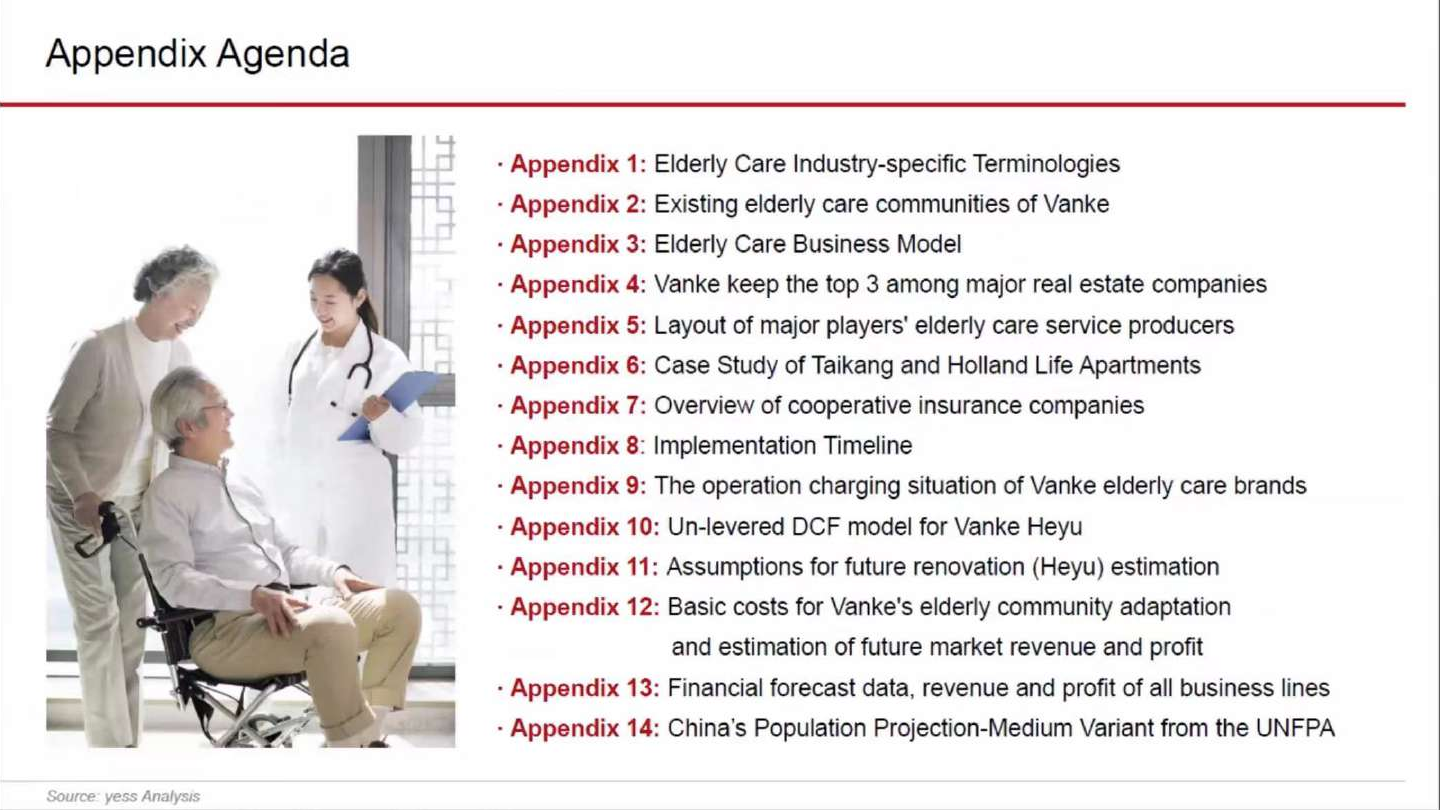 Appendix Agenda
· Appendix 1: Elderly Care Industry-specific Terminologies
· Appendix 2: Existing elderly care communities of Vanke
· Appendix 3: Elderly Care Business Model
· Appendix 4: Vanke keep the top 3 among major real estate companies
· Appendix 5: Layout of major players' elderly care service producers
· Appendix 6: Case Study of Taikang and Holland Life Apartments
· Appendix 7: Overview of cooperative insurance companies
· Appendix 8: Implementation Timeline
· Appendix 9: The operation charging situation of Vanke elderly care brands
· Appendix 10: Un-levered DCF model for Vanke Heyu
· Appendix 11: Assumptions for future renovation (Heyu) estimation
· Appendix 12: Basic costs for Vanke's elderly community adaptation
and estimation of future market revenue and profit
· Appendix 13: Financial forecast data, revenue and profit of all business lines
· Appendix 14: China’s Population Projection-Medium Variant from the UNFPA
Source: yess Analysis